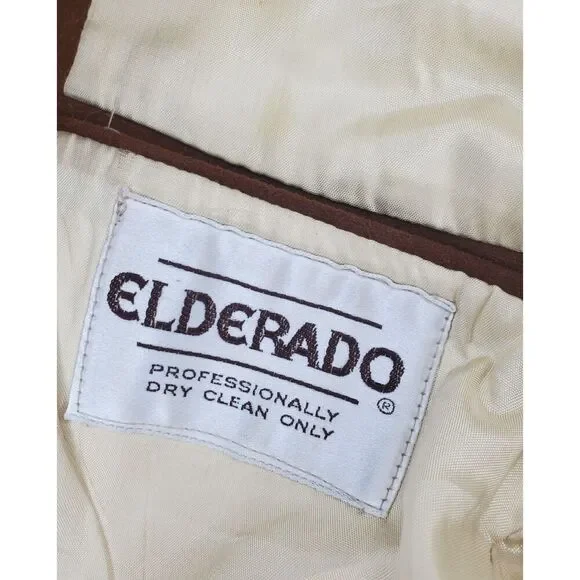 ELDERADO
®
PROFESSIONALLY
DRY CLEAN ONLY